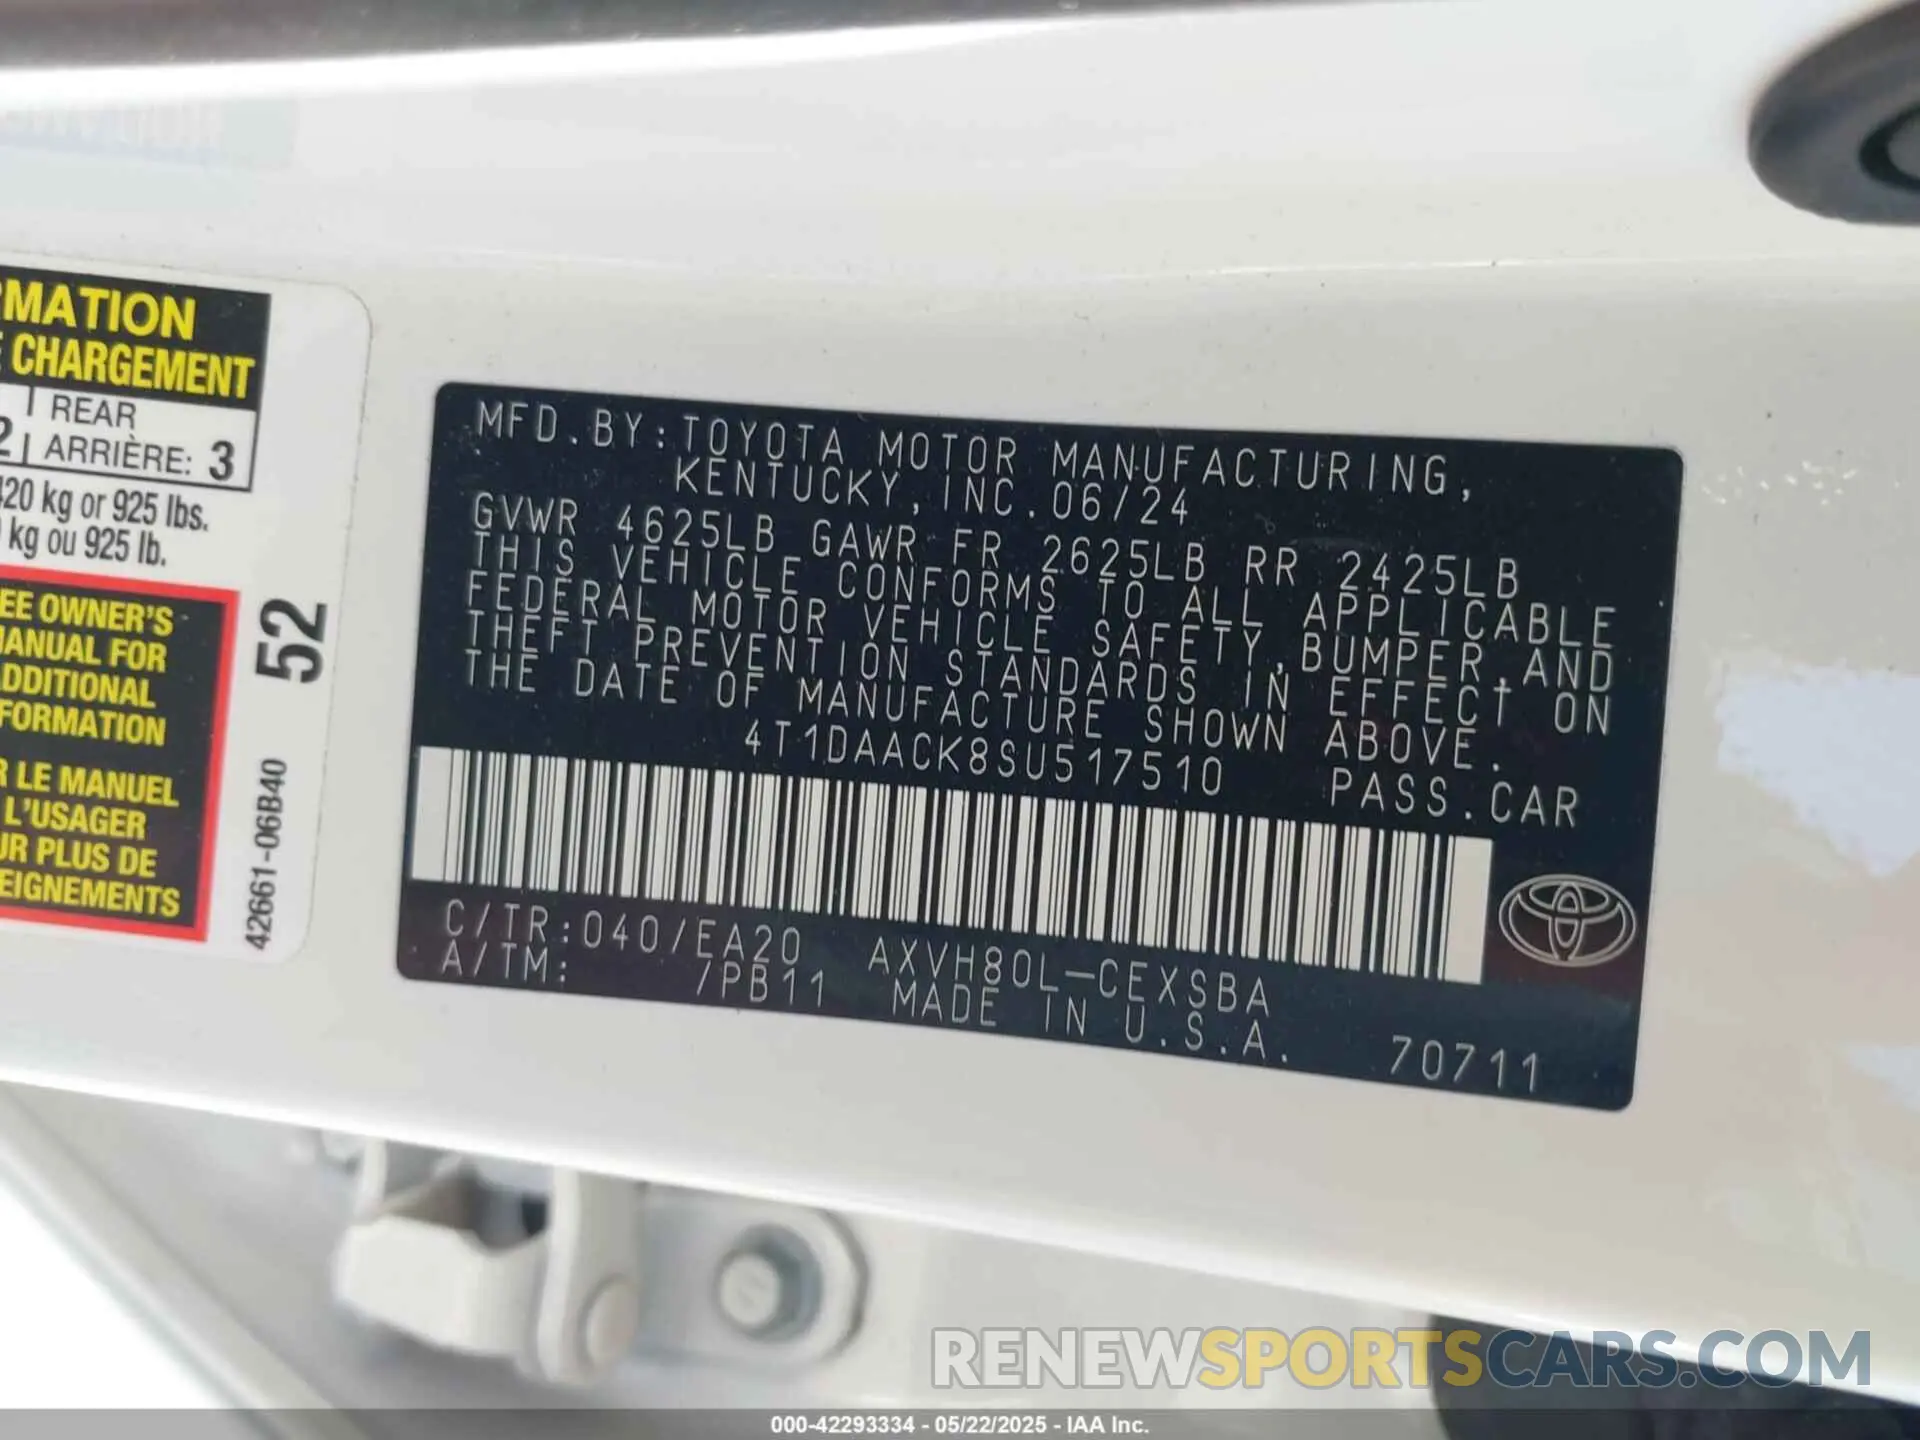 RMATION
E CHARGEMENT
2 REAR
ARRIÈRE: 3
420 kg or 925 lbs.
kg ou 925 lb.
EE OWNER'S
MANUAL FOR
ADDITIONAL
FORMATION
R LE MANUEL
L'USAGER
UR PLUS DE
EIGNEMENTS
52
42661-06B40
MFD.BY:TOYOTA MOTOR MANUFACTURING,
KENTUCKY,INC.06/24
GVWR 4625LB GAWR FR 2625LB RR 2425LB
THIS VEHICLE CONFORMS TO ALL APPLICABLE
FEDERAL MOTOR VEHICLE SAFETY,BUMPER,AND
THEFT PREVENTION STANDARDS IN EFFECT ON
THE DATE OF MANUFACTURE SHOWN ABOVE.
4T1DAACK8SU517510 PASS.CAR
C/TR:040/EA20 AXVH80L-CEXSBA
A/TM: /PB11 MADE IN U.S.A.
70711
RENEWSPORTSCARS.COM
000-42293334 - 05/22/2025 - IAA Inc.